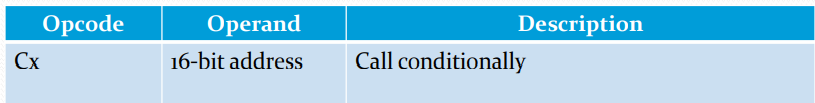 Opcode Operand Description
Cx 16-bit address Call conditionally